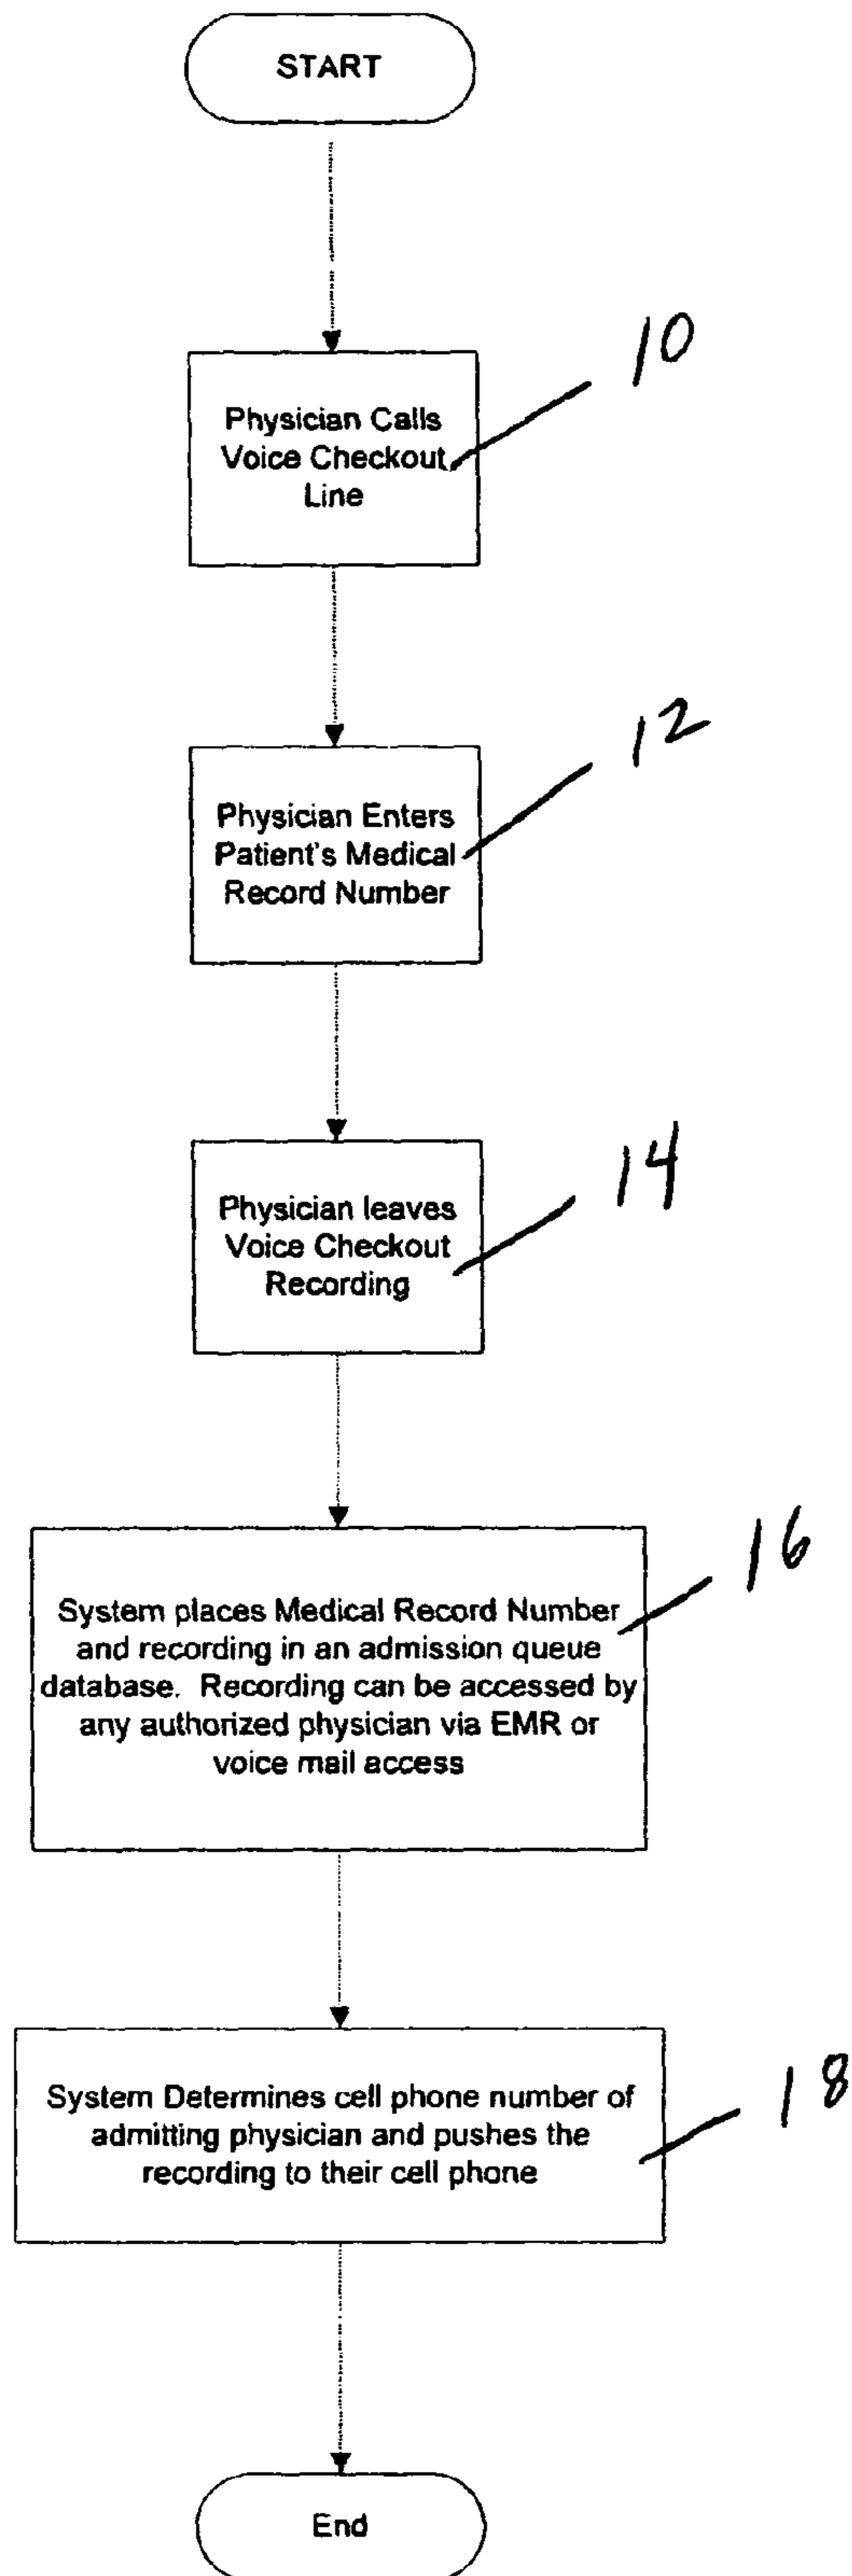 START
10
Physician Calls
Voice Checkout
Line
12
Physician Enters
Patient's Medical
Record Number
14
Physician leaves
Voice Checkout
Recording
16
System places Medical Record Number
and recording in an admission queue
database. Recording can be accessed by
any authorized physician via EMR or
voice mail access
18
System Determines cell phone number of
admitting physician and pushes the
recording to their cell phone
End